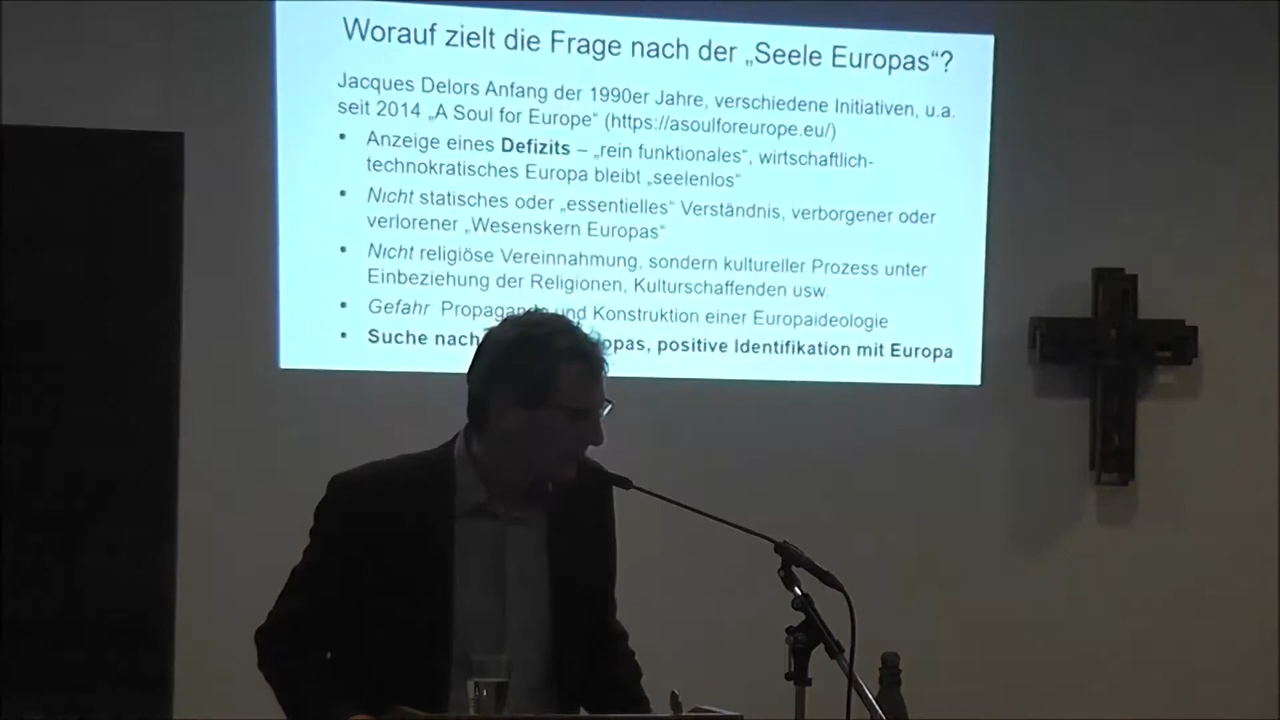 Worauf zielt die Frage nach der „Seele Europas“?
Jacques Delors Anfang der 1990er Jahre, verschiedene Initiativen, u.a.
seit 2014 „A Soul for Europe“ (https://asoulforeurope.eu/)
• Anzeige eines Defizits – „rein funktionales“, wirtschaftlich-
technokratisches Europa bleibt „seelenlos“
• Nicht statisches oder „essentielles“ Verständnis, verborgener oder
verlorener „Wesenskern Europas“
• Nicht religiöse Vereinnahmung, sondern kultureller Prozess unter
Einbeziehung der Religionen, Kulturschaffenden usw.
• Gefahr Propaganda und Konstruktion einer Europaideologie
• Suche nach opas, positive Identifikation mit Europa